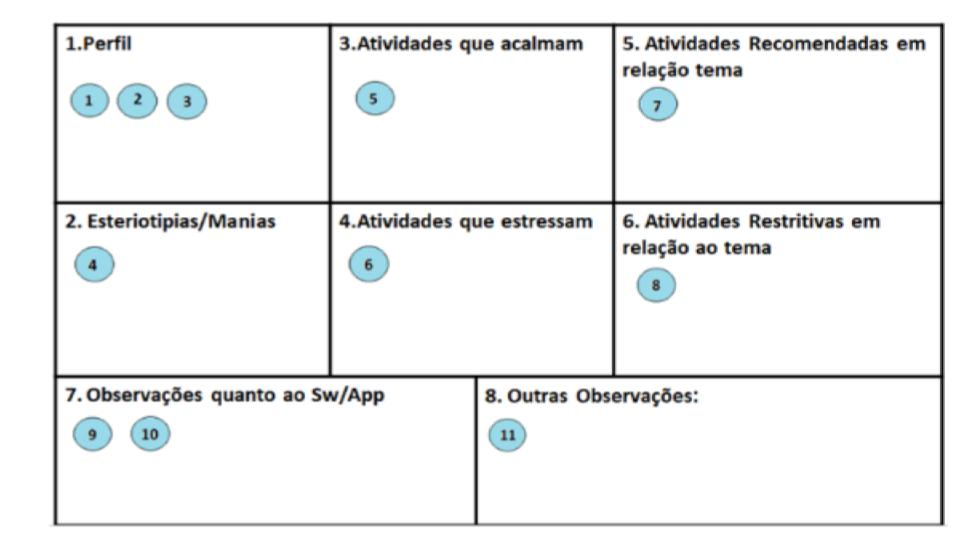 1.Perfil
1 2 3
3.Atividades que acalmam
5
5. Atividades Recomendadas em
relação tema
7
2. Esteriotipias/Manias
4
4.Atividades que estressam
6
6. Atividades Restritivas em
relação ao tema
8
7. Observações quanto ao Sw/App
9 10
8. Outras Observações:
11